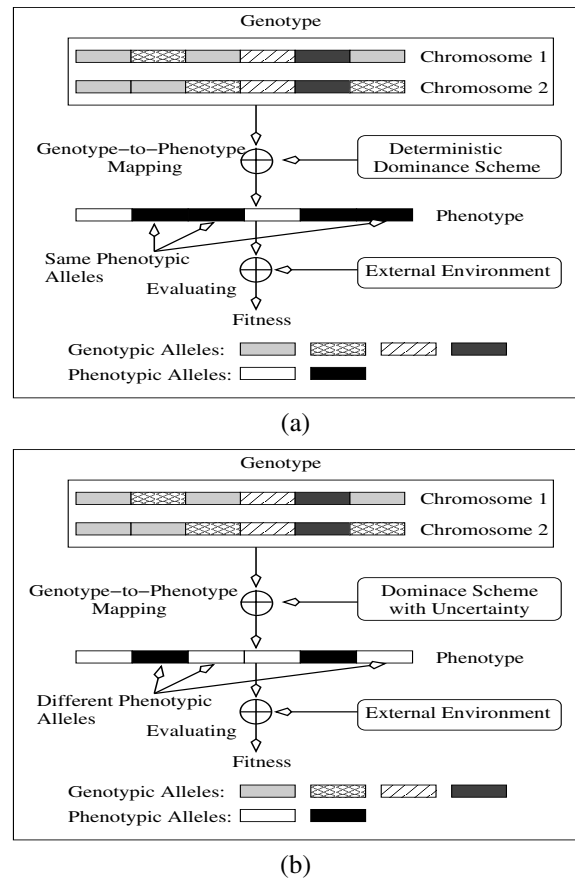 Genotype
Chromosome 1
Chromosome 2
Genotype-to-Phenotype
Mapping
Deterministic
Dominance Scheme
Phenotype
Same Phenotypic
Alleles
Evaluating
External Environment
Fitness
Genotypic Alleles:
Phenotypic Alleles:
(a)
Genotype
Chromosome 1
Chromosome 2
Genotype-to-Phenotype
Mapping
Dominace Scheme
with Uncertainty
Phenotype
Different Phenotypic
Alleles
Evaluating
External Environment
Fitness
Genotypic Alleles:
Phenotypic Alleles:
(b)